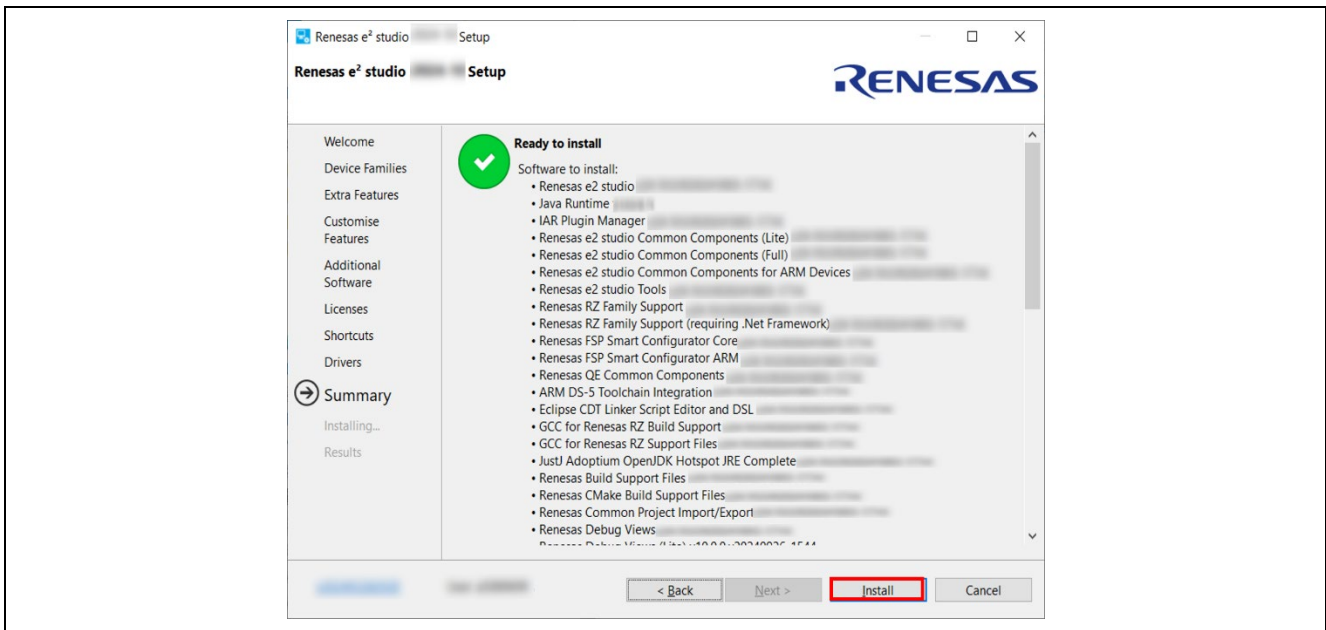 Renesas e² studio Setup
Renesas e² studio Setup
RENESAS
Welcome
Device Families
Extra Features
Customise
Features
Additional
Software
Licenses
Shortcuts
Drivers
Summary
Installing...
Results
Ready to install
Software to install:
• Renesas e2 studio
• Java Runtime
• IAR Plugin Manager
• Renesas e2 studio Common Components (Lite)
• Renesas e2 studio Common Components (Full)
• Renesas e2 studio Common Components for ARM Devices
• Renesas e2 studio Tools
• Renesas RZ Family Support
• Renesas RZ Family Support (requiring .Net Framework)
• Renesas FSP Smart Configurator Core
• Renesas FSP Smart Configurator ARM
• Renesas QE Common Components
• ARM DS-5 Toolchain Integration
• Eclipse CDT Linker Script Editor and DSL
• GCC for Renesas RZ Build Support
• GCC for Renesas RZ Support Files
• JustJ Adoptium OpenJDK Hotspot JRE Complete
• Renesas Build Support Files
• Renesas CMake Build Support Files
• Renesas Common Project Import/Export
• Renesas Debug Views
< Back Next > Install Cancel